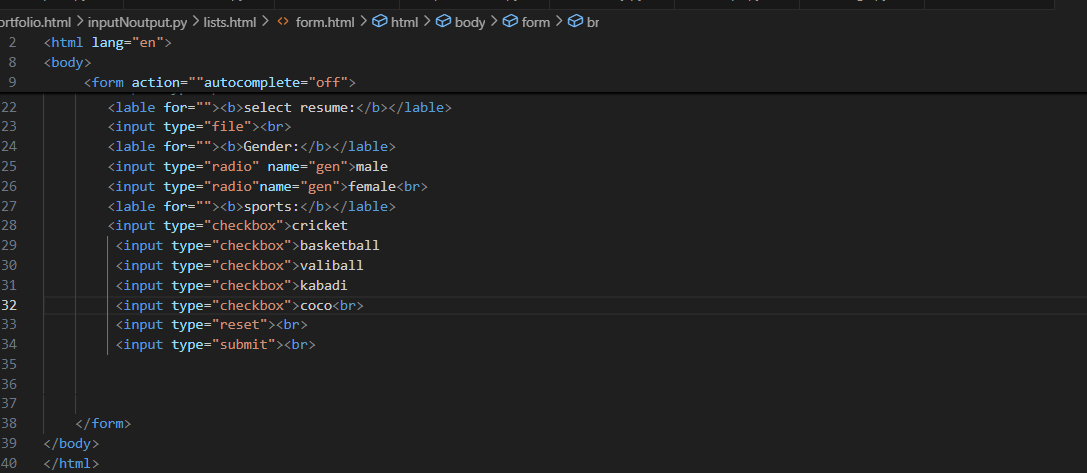 ortfolio.html > inputNoutput.py > lists.html > <> form.html > html > body > form > br
2 <html lang="en">
8 <body>
9 <form action=""autocomplete="off">
22 <lable for=""><b>select resume:</b></lable>
23 <input type="file"><br>
24 <lable for=""><b>Gender:</b></lable>
25 <input type="radio" name="gen">male
26 <input type="radio"name="gen">female<br>
27 <lable for=""><b>sports:</b></lable>
28 <input type="checkbox">cricket
29 <input type="checkbox">basketball
30 <input type="checkbox">valiball
31 <input type="checkbox">kabadi
32 <input type="checkbox">coco<br>
33 <input type="reset"><br>
34 <input type="submit"><br>
35
36
37
38 </form>
39 </body>
40 </html>